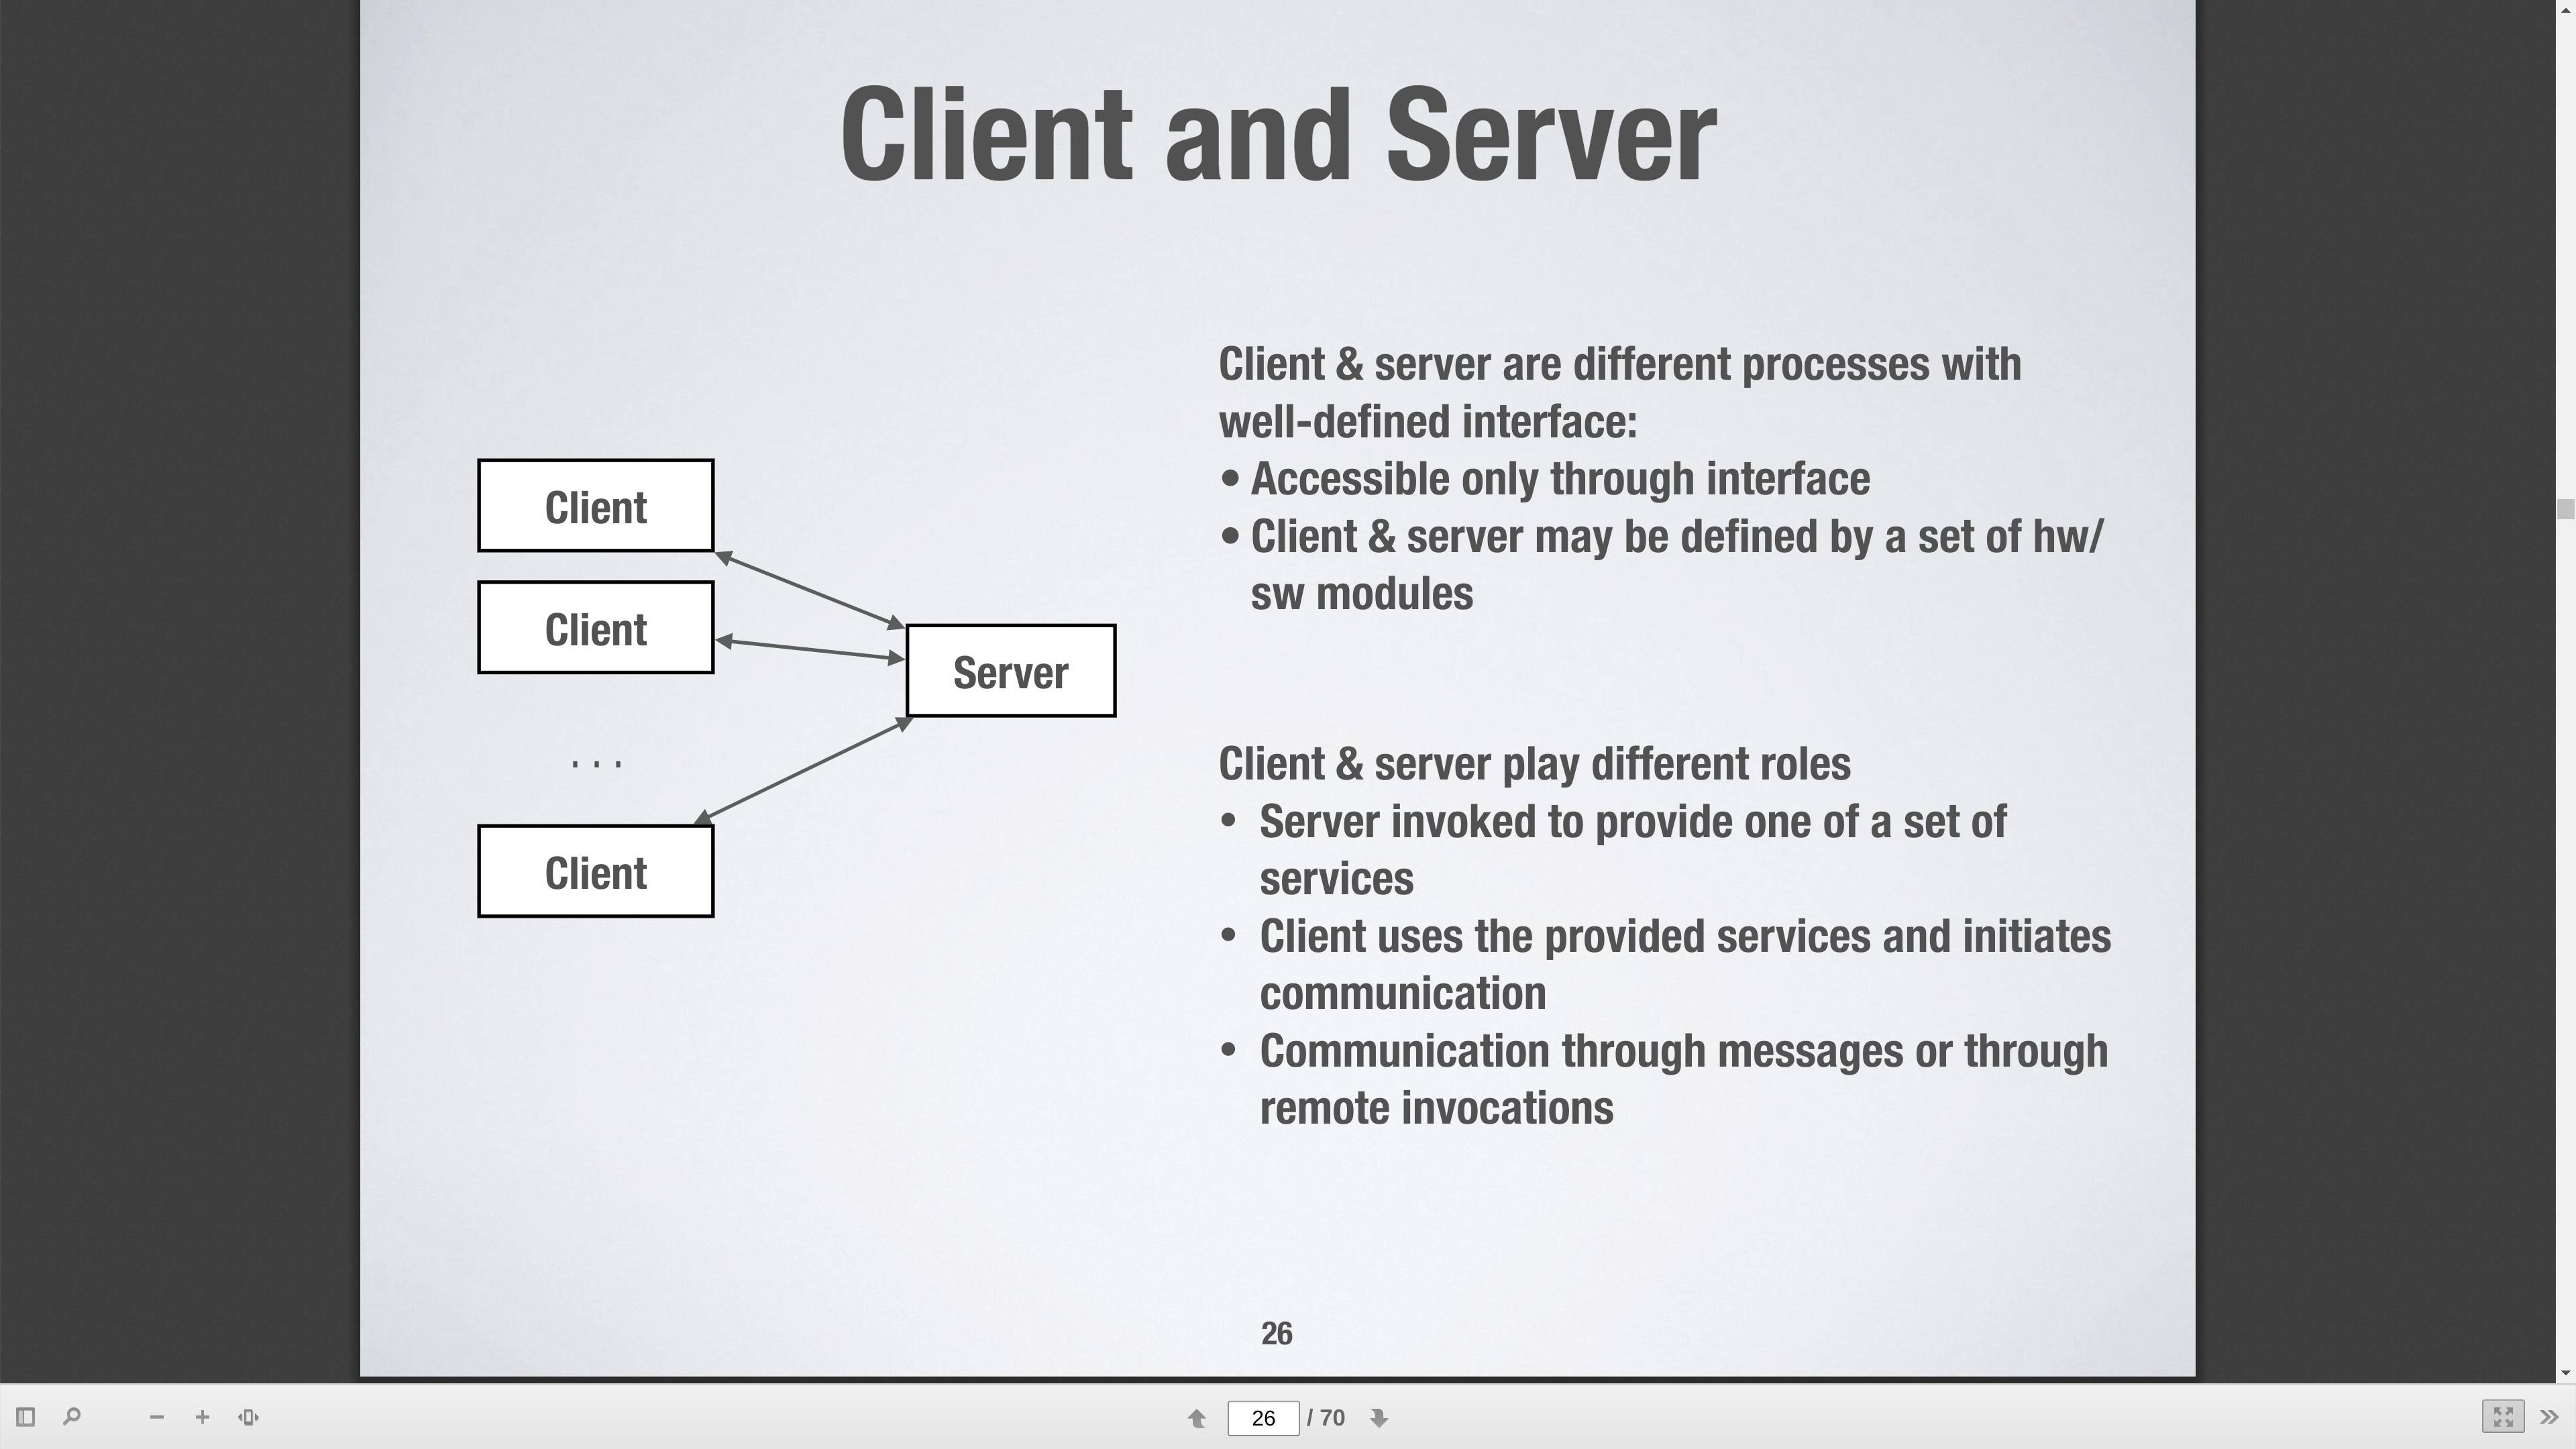 Client and Server
Client & server are different processes with
well-defined interface:
• Accessible only through interface
• Client & server may be defined by a set of hw/
sw modules
Client
Client
Server
. . .
Client
Client & server play different roles
• Server invoked to provide one of a set of
services
• Client uses the provided services and initiates
communication
• Communication through messages or through
remote invocations
26
26 / 70